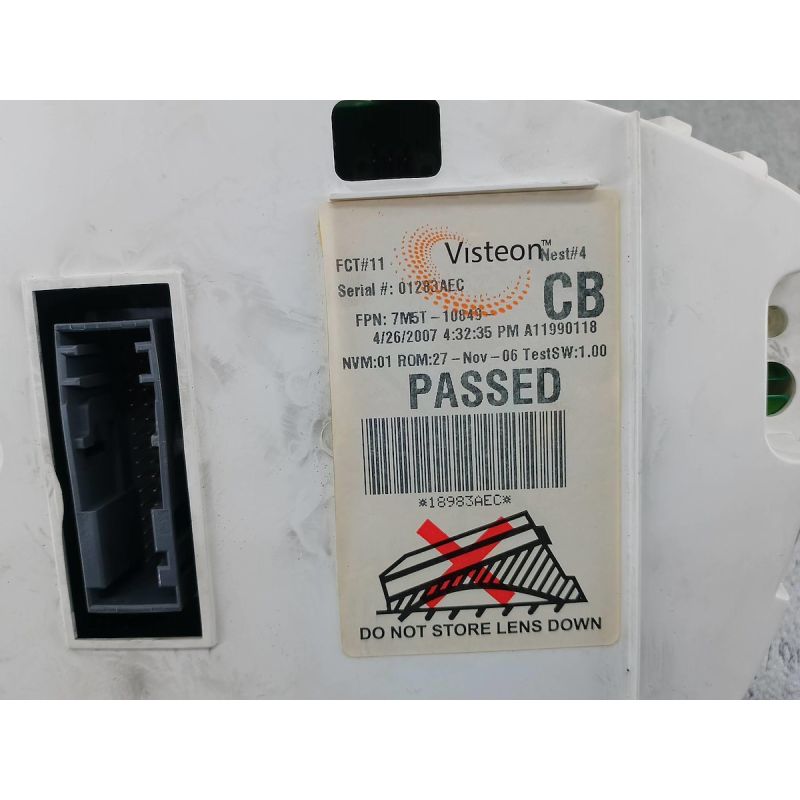 Visteon™
FCT#11 Nest#4
Serial #: 01283AEC
CB
FPN: 7M5T-10849-
4/26/2007 4:32:35 PM A11990118
NVM:01 ROM:27-Nov-06 TestSW:1.00
PASSED
*18983AEC*
DO NOT STORE LENS DOWN